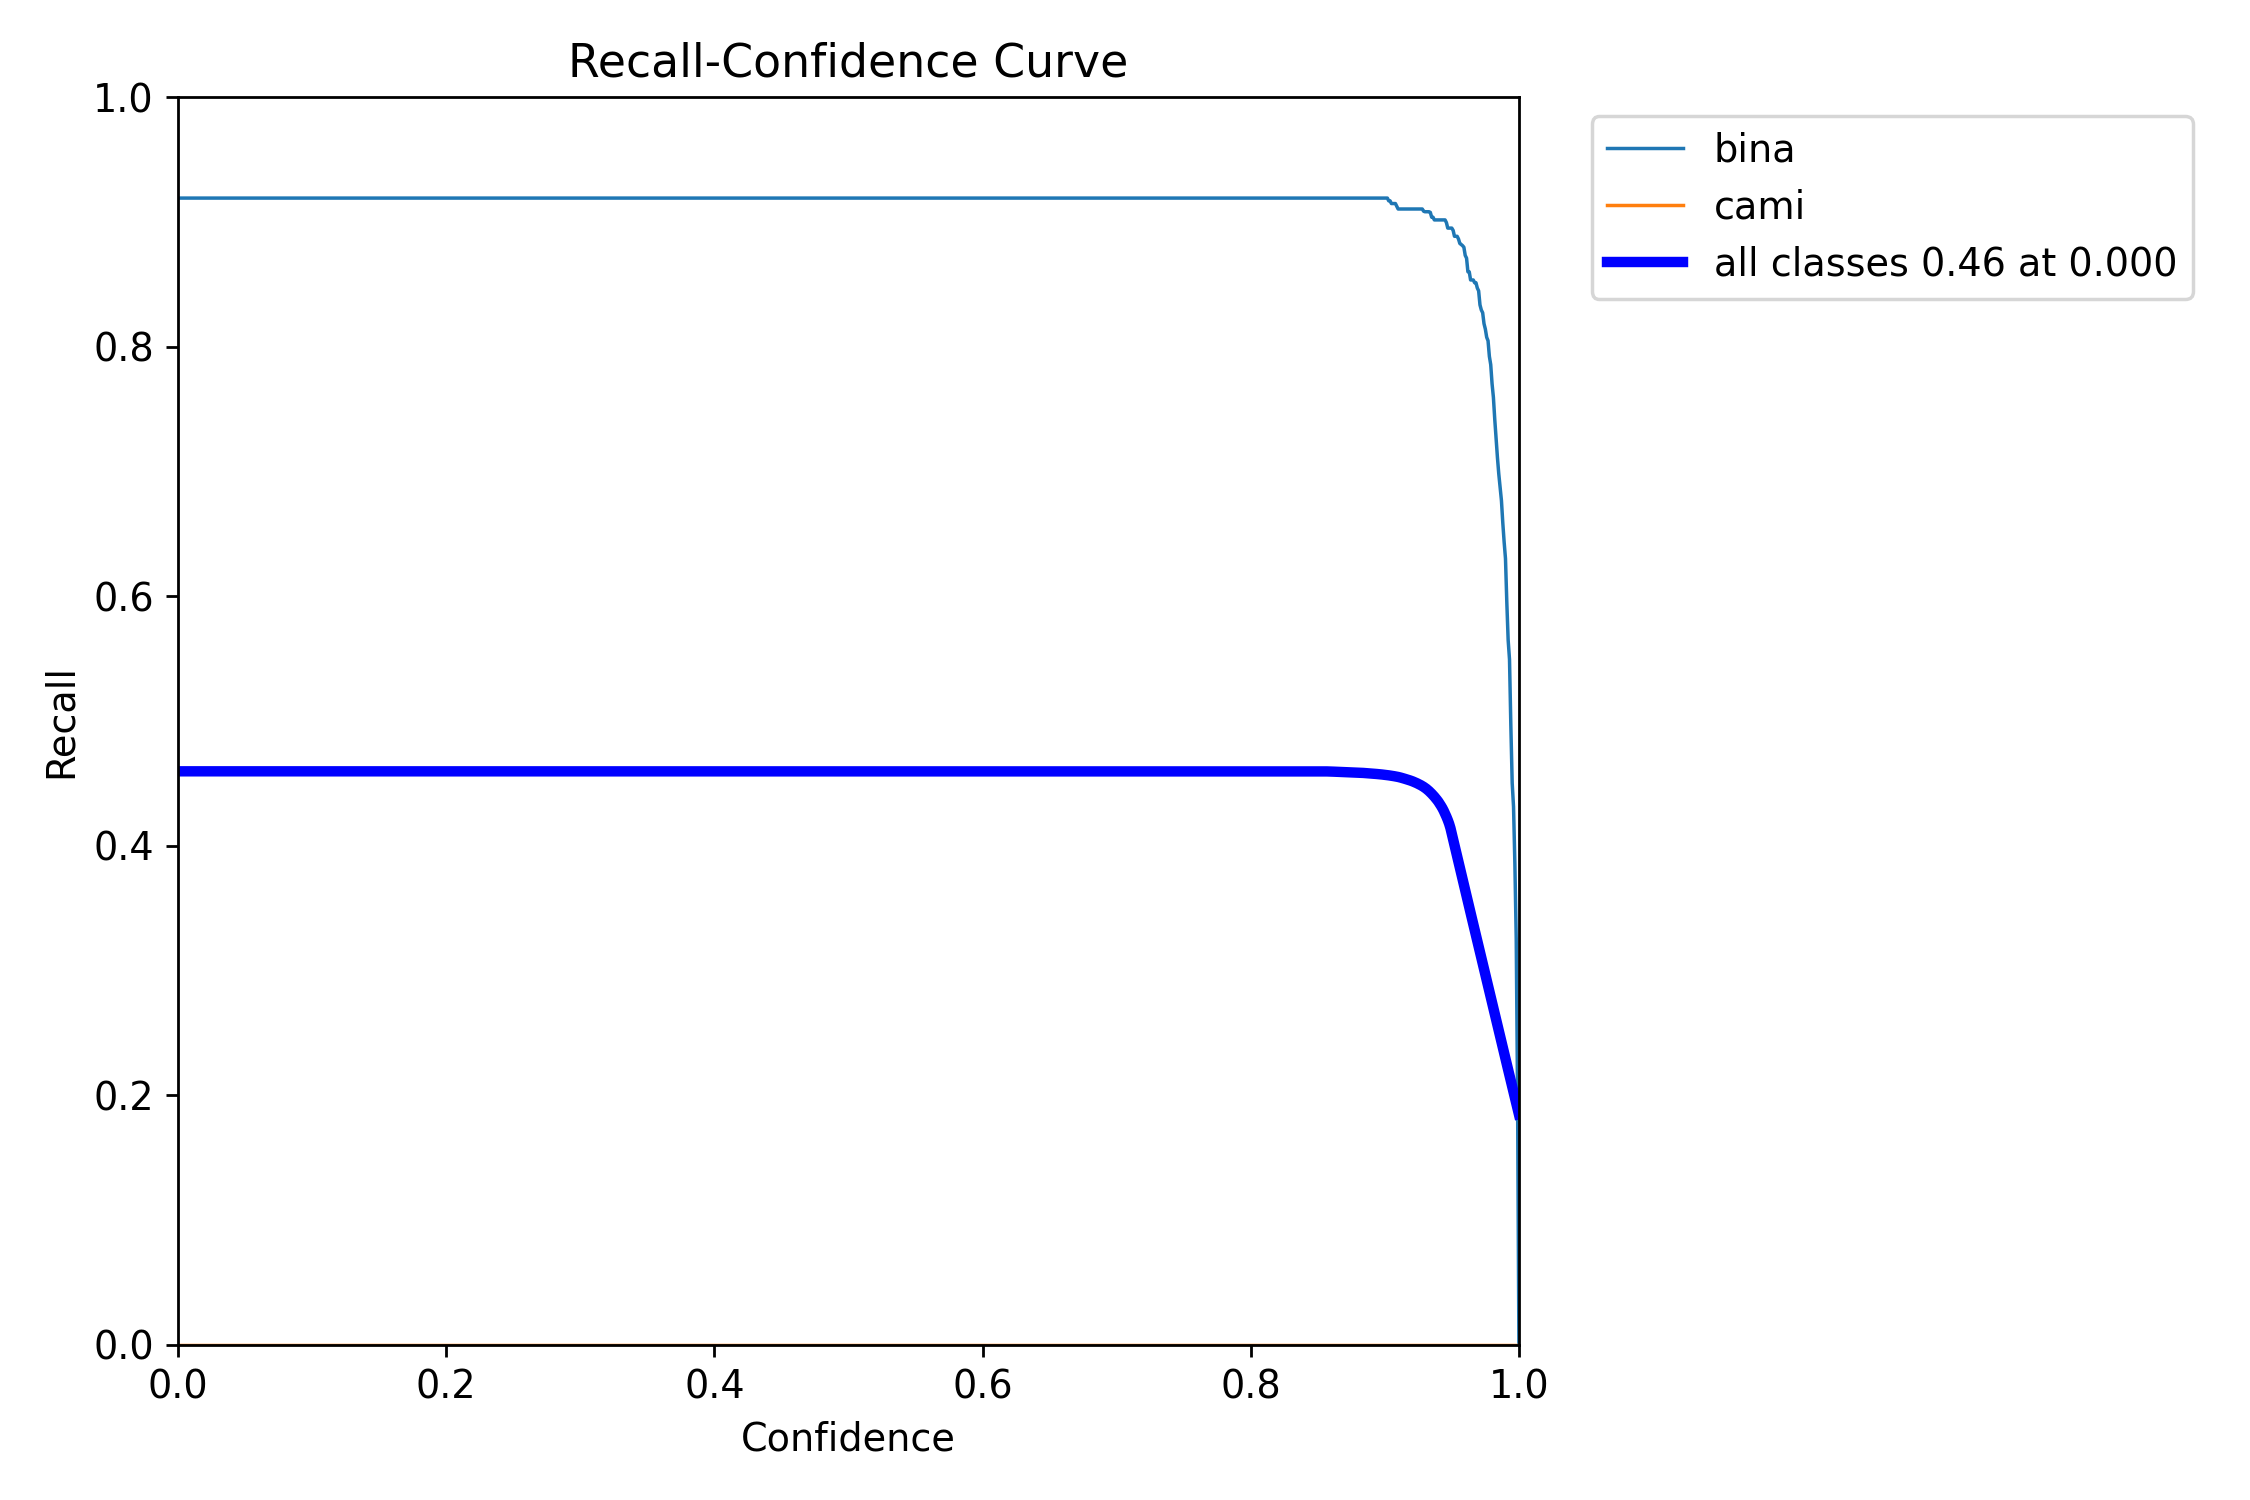 Recall-Confidence Curve
1.0
0.8
0.6
0.4
0.2
0.0
Recall
0.0 0.2 0.4 0.6 0.8 1.0
Confidence
bina
cami
all classes 0.46 at 0.000